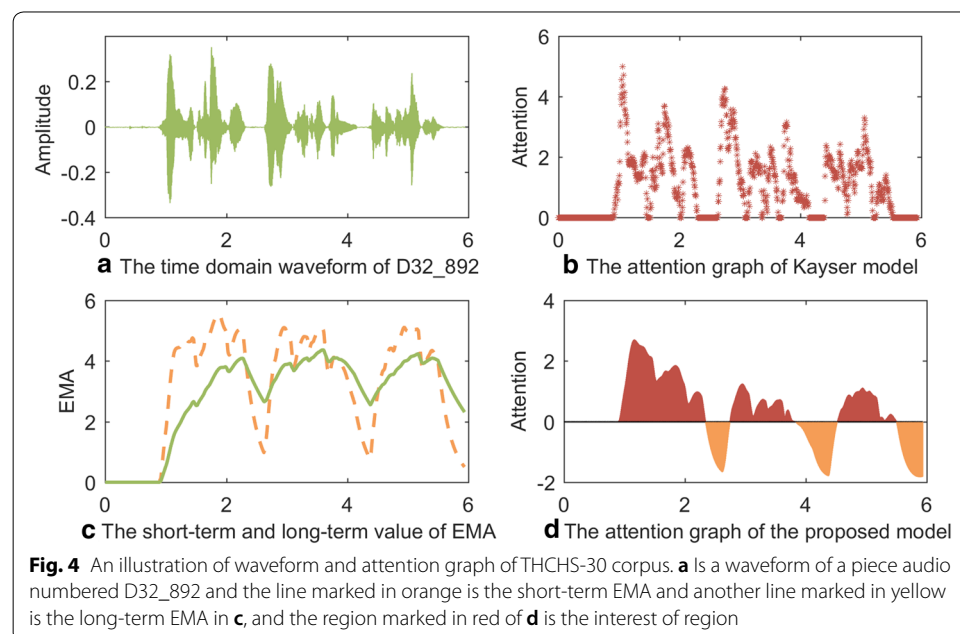 0.2
0
-0.2
-0.4
Amplitude
0 2 4 6
a The time domain waveform of D32_892
6
4
2
0
Attention
0 2 4 6
b The attention graph of Kayser model
6
4
2
0
EMA
0 2 4 6
c The short-term and long-term value of EMA
4
2
0
-2
Attention
0 2 4 6
d The attention graph of the proposed model
Fig. 4 An illustration of waveform and attention graph of THCHS-30 corpus. a Is a waveform of a piece audio
numbered D32_892 and the line marked in orange is the short-term EMA and another line marked in yellow
is the long-term EMA in c, and the region marked in red of d is the interest of region